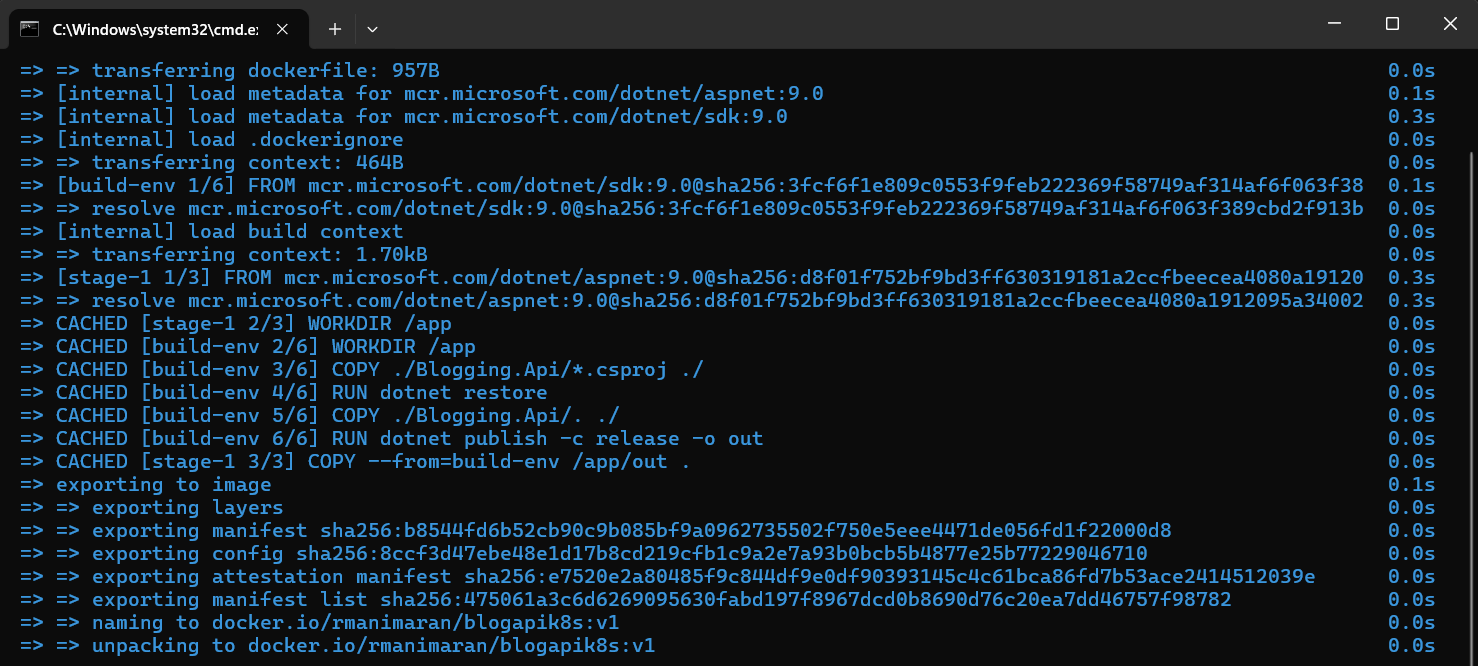 C:\Windows\system32\cmd.e
=> => transferring dockerfile: 957B 0.0s
=> [internal] load metadata for mcr.microsoft.com/dotnet/aspnet:9.0 0.1s
=> [internal] load metadata for mcr.microsoft.com/dotnet/sdk:9.0 0.3s
=> [internal] load .dockerignore 0.0s
=> => transferring context: 464B 0.0s
=> [build-env 1/6] FROM mcr.microsoft.com/dotnet/sdk:9.0@sha256:3fcf6f1e809c0553f9feb222369f58749af314af6f063f38 0.1s
=> => resolve mcr.microsoft.com/dotnet/sdk:9.0@sha256:3fcf6f1e809c0553f9feb222369f58749af314af6f063f389cbd2f913b 0.0s
=> [internal] load build context 0.0s
=> => transferring context: 1.70kB 0.0s
=> [stage-1 1/3] FROM mcr.microsoft.com/dotnet/aspnet:9.0@sha256:d8f01f752bf9bd3ff630319181a2ccfbeecea4080a19120 0.3s
=> => resolve mcr.microsoft.com/dotnet/aspnet:9.0@sha256:d8f01f752bf9bd3ff630319181a2ccfbeecea4080a1912095a34002 0.3s
=> CACHED [stage-1 2/3] WORKDIR /app 0.0s
=> CACHED [build-env 2/6] WORKDIR /app 0.0s
=> CACHED [build-env 3/6] COPY ./Blogging.Api/*.csproj ./ 0.0s
=> CACHED [build-env 4/6] RUN dotnet restore 0.0s
=> CACHED [build-env 5/6] COPY ./Blogging.Api/. ./ 0.0s
=> CACHED [build-env 6/6] RUN dotnet publish -c release -o out 0.0s
=> CACHED [stage-1 3/3] COPY --from=build-env /app/out . 0.0s
=> exporting to image 0.1s
=> => exporting layers 0.0s
=> => exporting manifest sha256:b8544fd6b52cb90c9b085bf9a0962735502f750e5eee4471de056fd1f22000d8 0.0s
=> => exporting config sha256:8ccf3d47ebe48e1d17b8cd219cfb1c9a2e7a93b0bcb5b4877e25b77229046710 0.0s
=> => exporting attestation manifest sha256:e7520e2a80485f9c844df9e0df90393145c4c61bca86fd7b53ace2414512039e 0.0s
=> => exporting manifest list sha256:475061a3c6d6269095630fabd197f8967dcd0b8690d76c20ea7dd46757f98782 0.0s
=> => naming to docker.io/rmanimaran/blogapik8s:v1 0.0s
=> => unpacking to docker.io/rmanimaran/blogapik8s:v1 0.0s